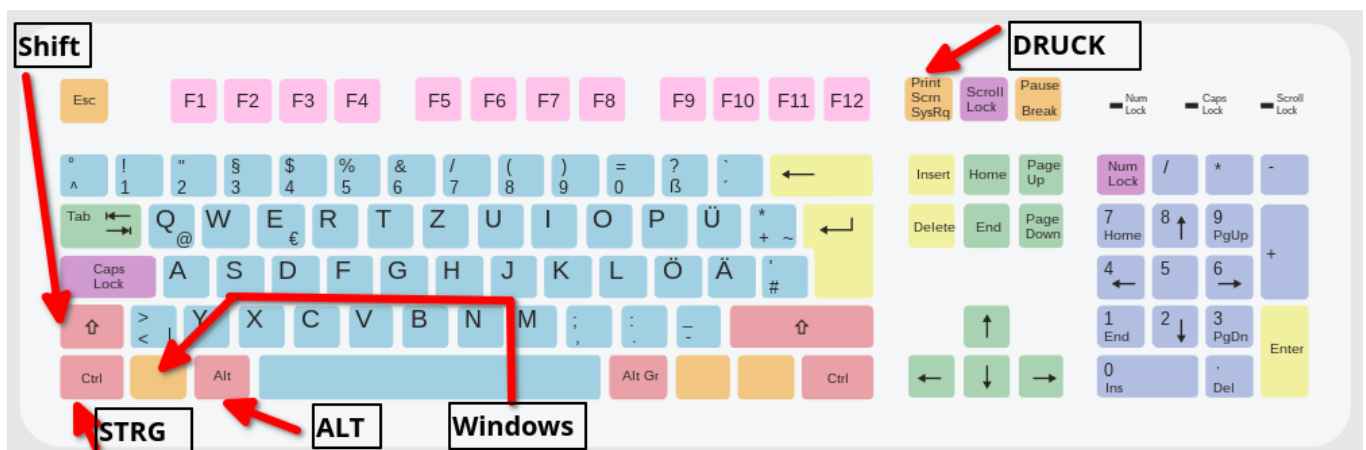 Shift
DRUCK
Esc F1 F2 F3 F4 F5 F6 F7 F8 F9 F10 F11 F12
Print
Scrn
SysRq
Scroll
Lock
Pause
Break
Num
Lock
Caps
Lock
Scroll
Lock
° ! " § $ % & / ( ) = ? `
^ 1 2 3 4 5 6 7 8 9 0 ß ´
Insert Home Page
Up
Num
Lock
/ * -
Tab Q W E R T Z U I O P Ü *
@ € + ~
Delete End Page
Down
7 8 9
Home PgUp
+
Caps
Lock
A S D F G H J K L Ö Ä '
#
4 5 6
> Y X C V B N M ; : _
< | , . -
1 2 3
End PgDn
Enter
Ctrl Alt Alt Gr Ctrl
0 .
Ins Del
STRG
ALT
Windows